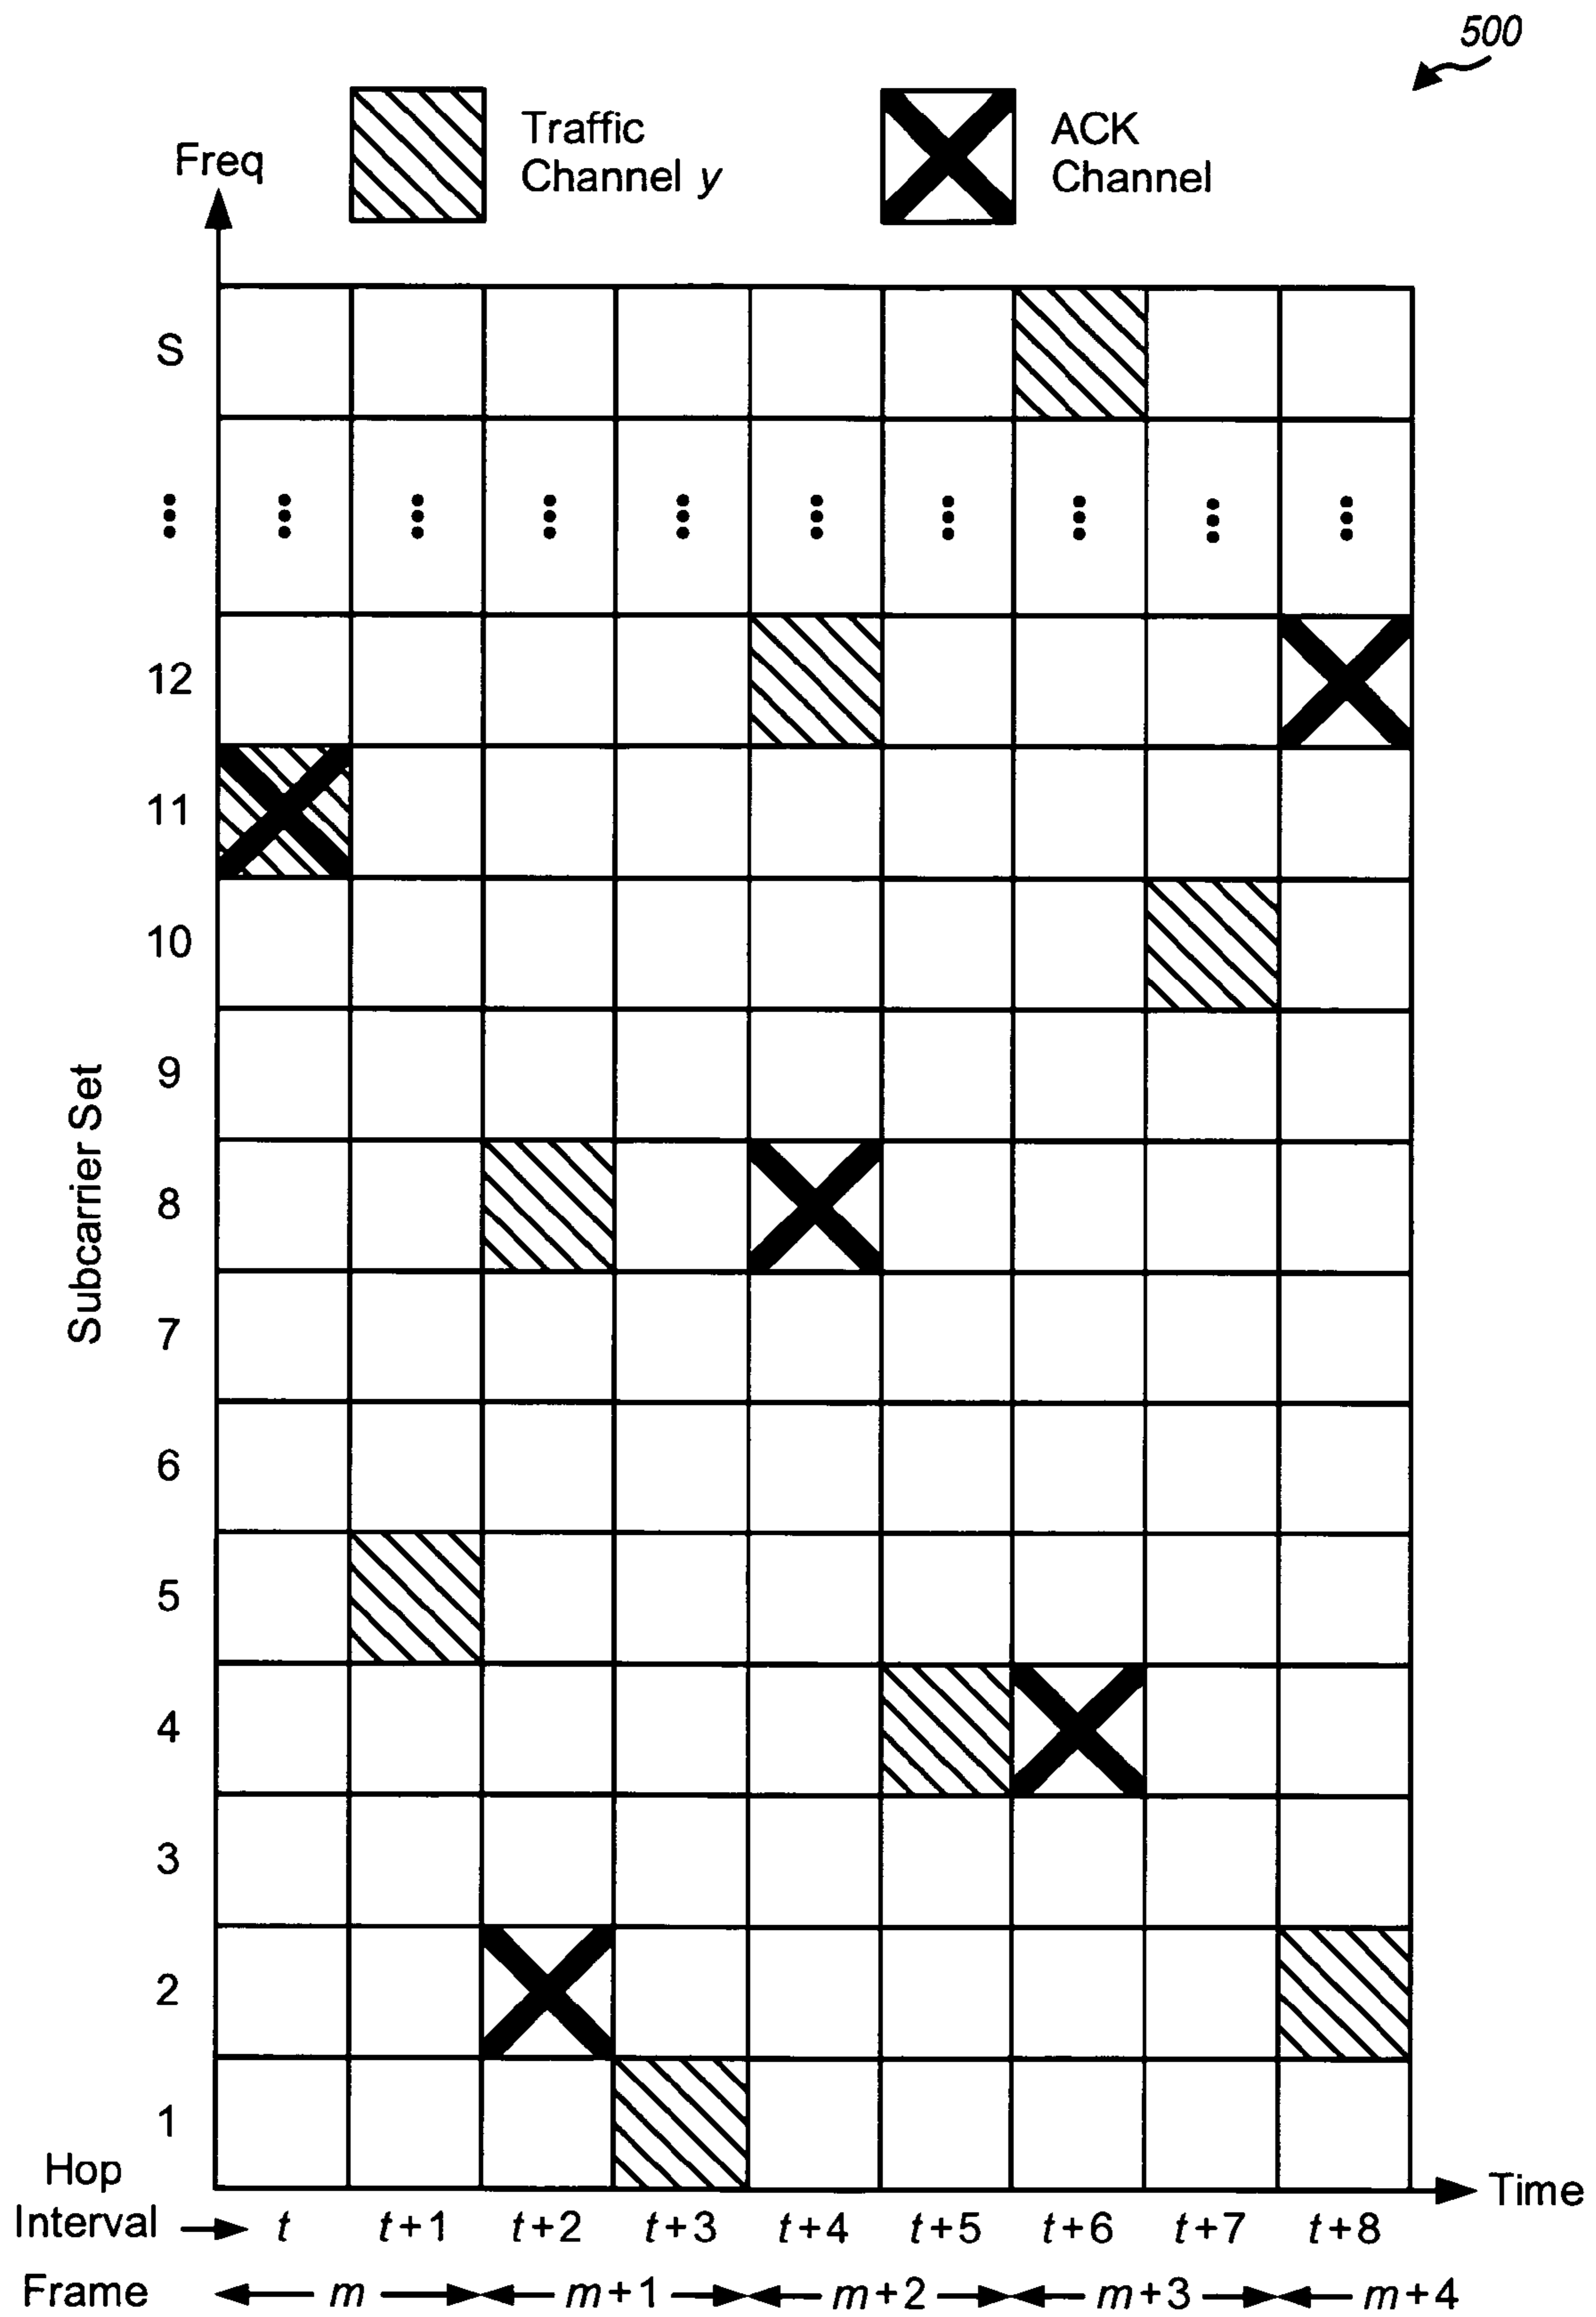 500
Traffic
Channel y
ACK
Channel
Freq
S
12
11
10
9
8
7
6
5
4
3
2
1
Subcarrier Set
Hop
Interval
t t+1 t+2 t+3 t+4 t+5 t+6 t+7 t+8
Time
Frame m m+1 m+2 m+3 m+4